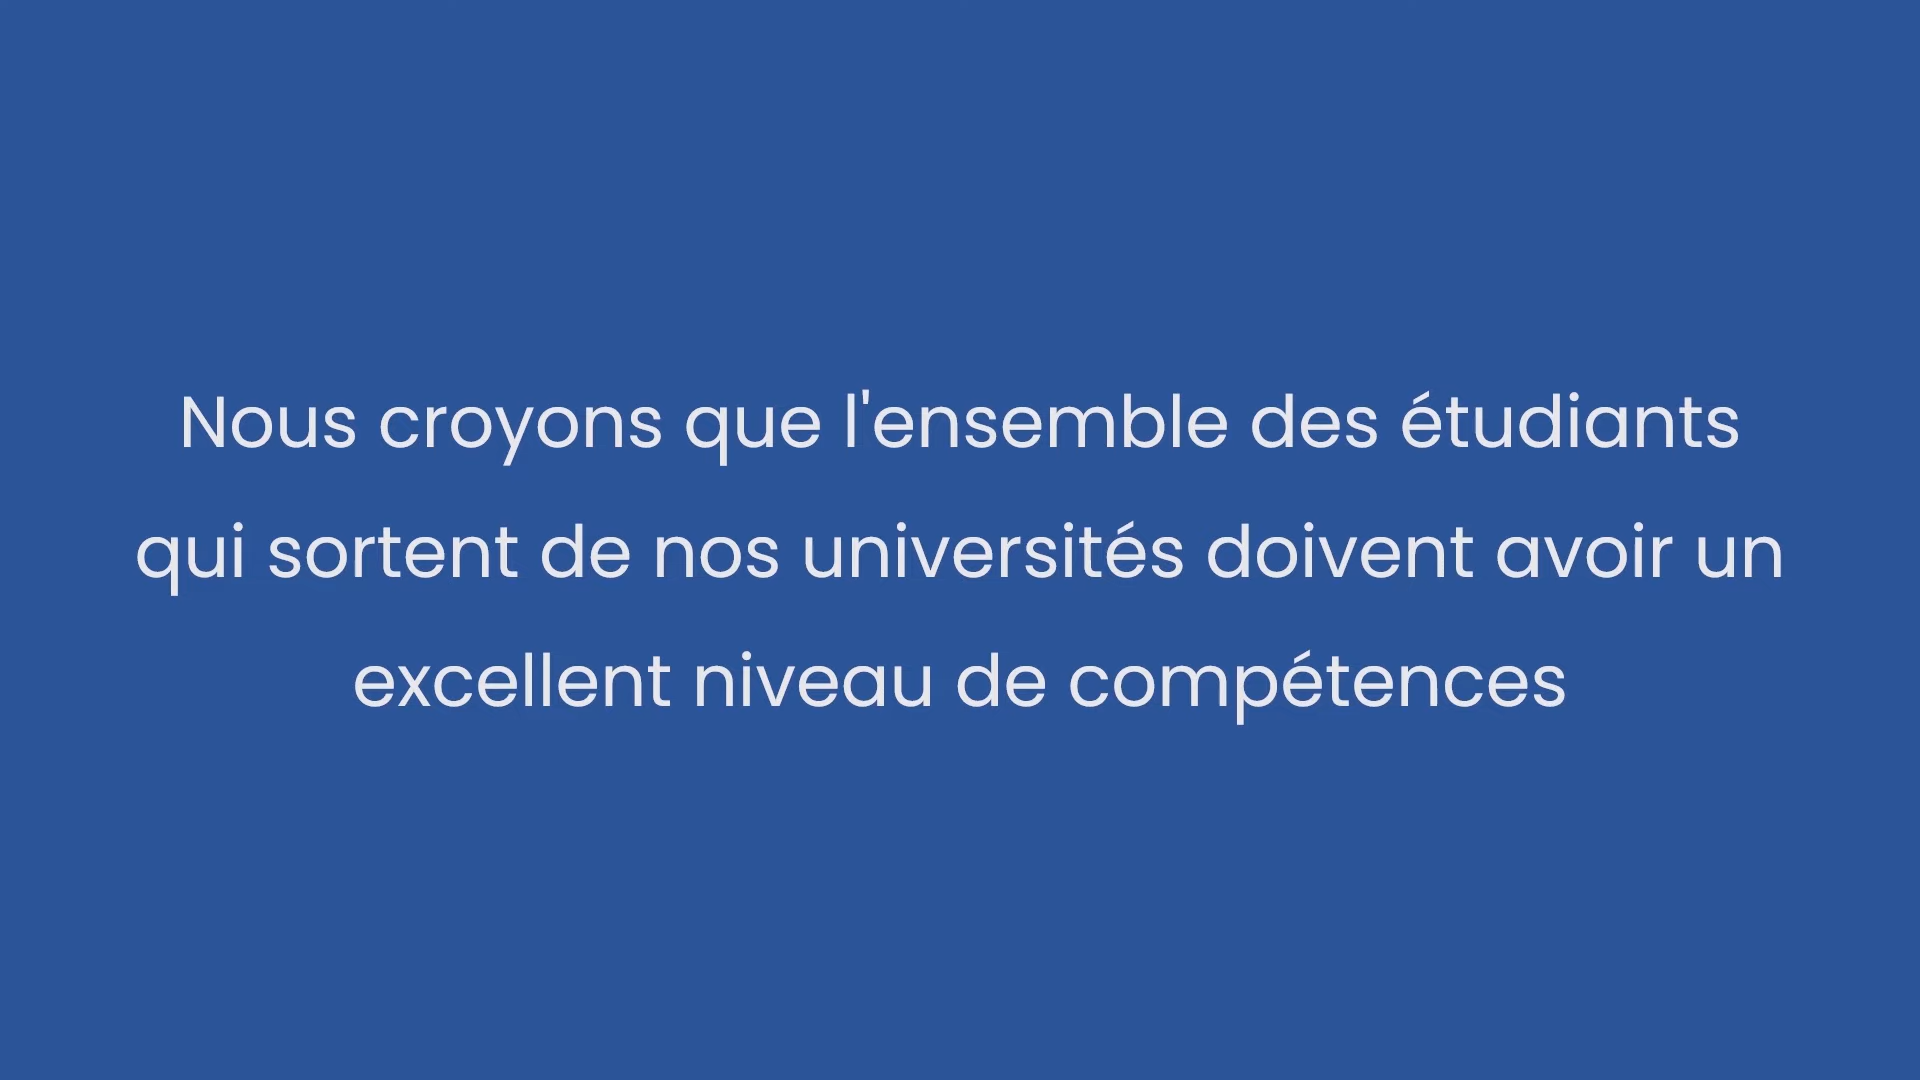 Nous croyons que l'ensemble des étudiants
qui sortent de nos universités doivent avoir un
excellent niveau de compétences